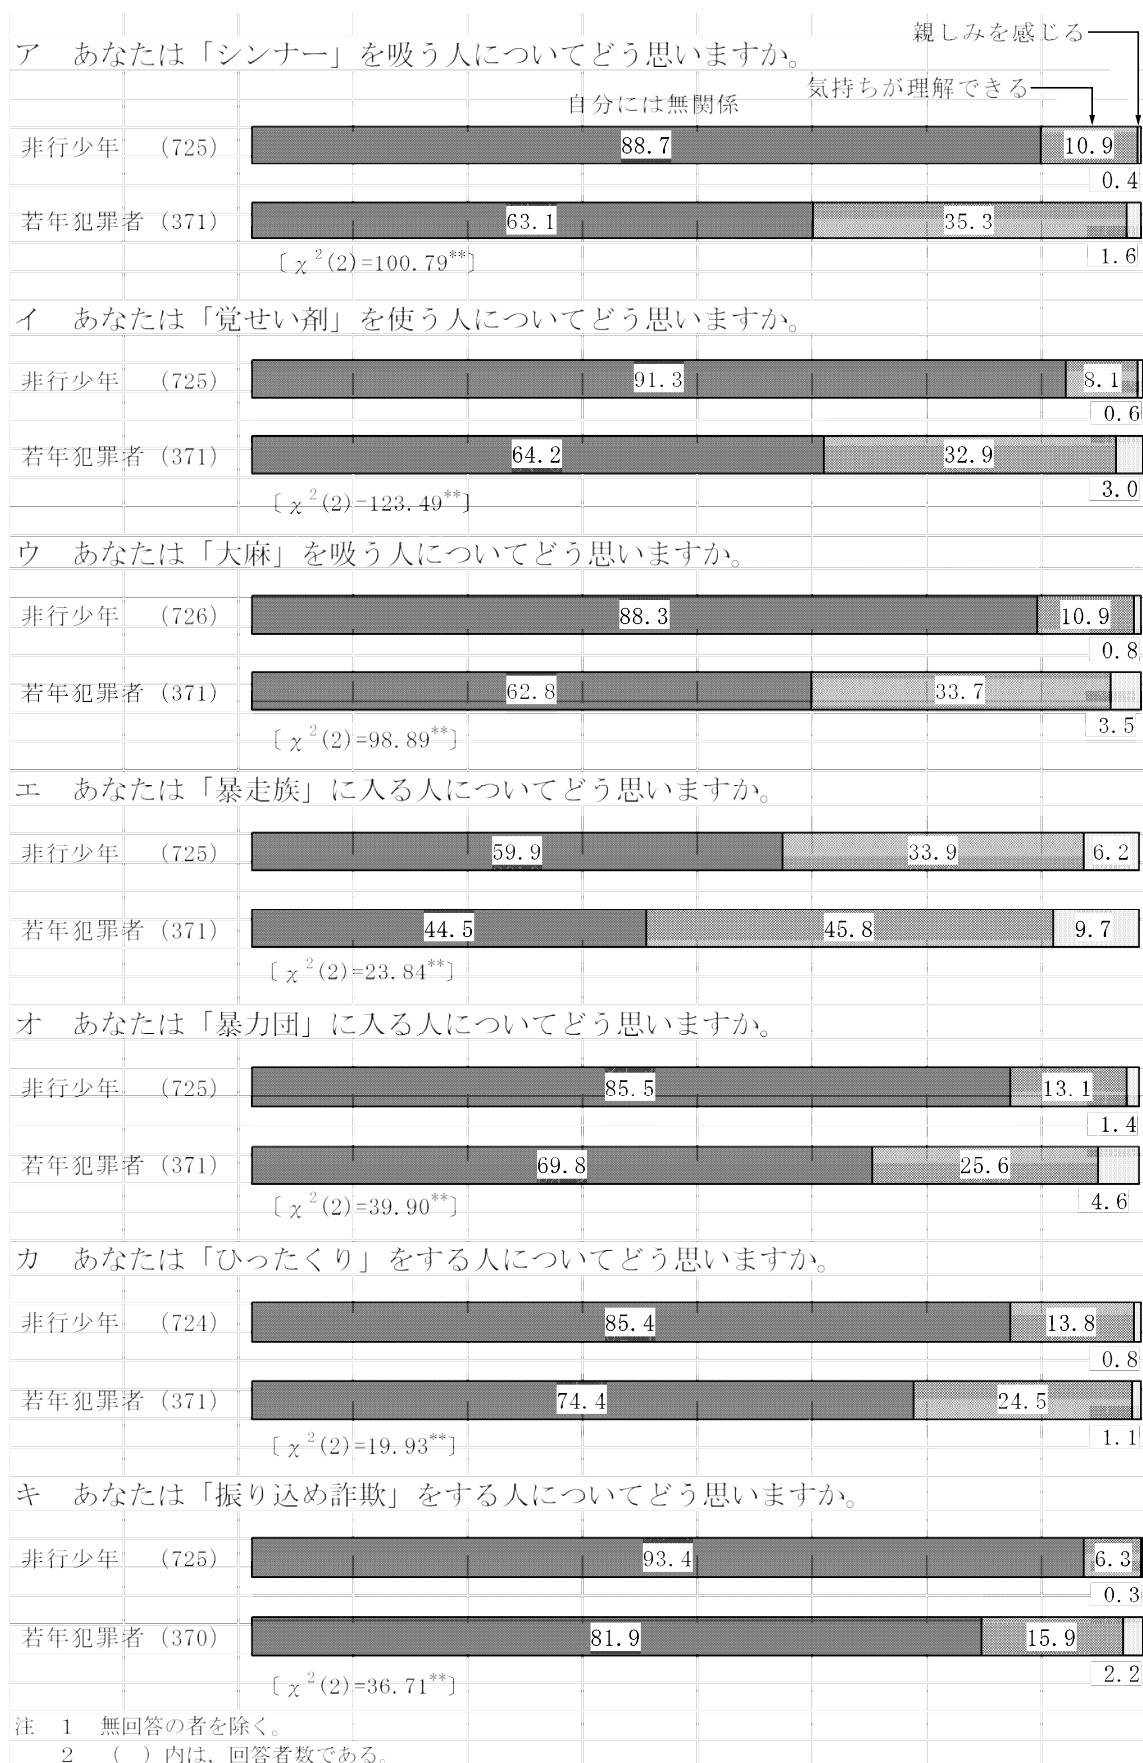 親しみを感じる
ア　あなたは「シンナー」を吸う人についてどう思いますか。
気持ちが理解できる
自分には無関係
非行少年　(725)　88.7　10.9
0.4
若年犯罪者 (371)　63.1　35.3
1.6
〔χ²(2)=100.79**〕
イ　あなたは「覚せい剤」を使う人についてどう思いますか。
非行少年　(725)　91.3　8.1
0.6
若年犯罪者 (371)　64.2　32.9
3.0
〔χ²(2)=123.49**〕
ウ　あなたは「大麻」を吸う人についてどう思いますか。
非行少年　(726)　88.3　10.9
0.8
若年犯罪者 (371)　62.8　33.7
3.5
〔χ²(2)=98.89**〕
エ　あなたは「暴走族」に入る人についてどう思いますか。
非行少年　(725)　59.9　33.9　6.2
若年犯罪者 (371)　44.5　45.8　9.7
〔χ²(2)=23.84**〕
オ　あなたは「暴力団」に入る人についてどう思いますか。
非行少年　(725)　85.5　13.1
1.4
若年犯罪者 (371)　69.8　25.6
4.6
〔χ²(2)=39.90**〕
カ　あなたは「ひったくり」をする人についてどう思いますか。
非行少年　(724)　85.4　13.8
0.8
若年犯罪者 (371)　74.4　24.5
1.1
〔χ²(2)=19.93**〕
キ　あなたは「振り込め詐欺」をする人についてどう思いますか。
非行少年　(725)　93.4　6.3
0.3
若年犯罪者 (370)　81.9　15.9
2.2
〔χ²(2)=36.71**〕
注　1　無回答の者を除く。
2　(　)内は，回答者数である。